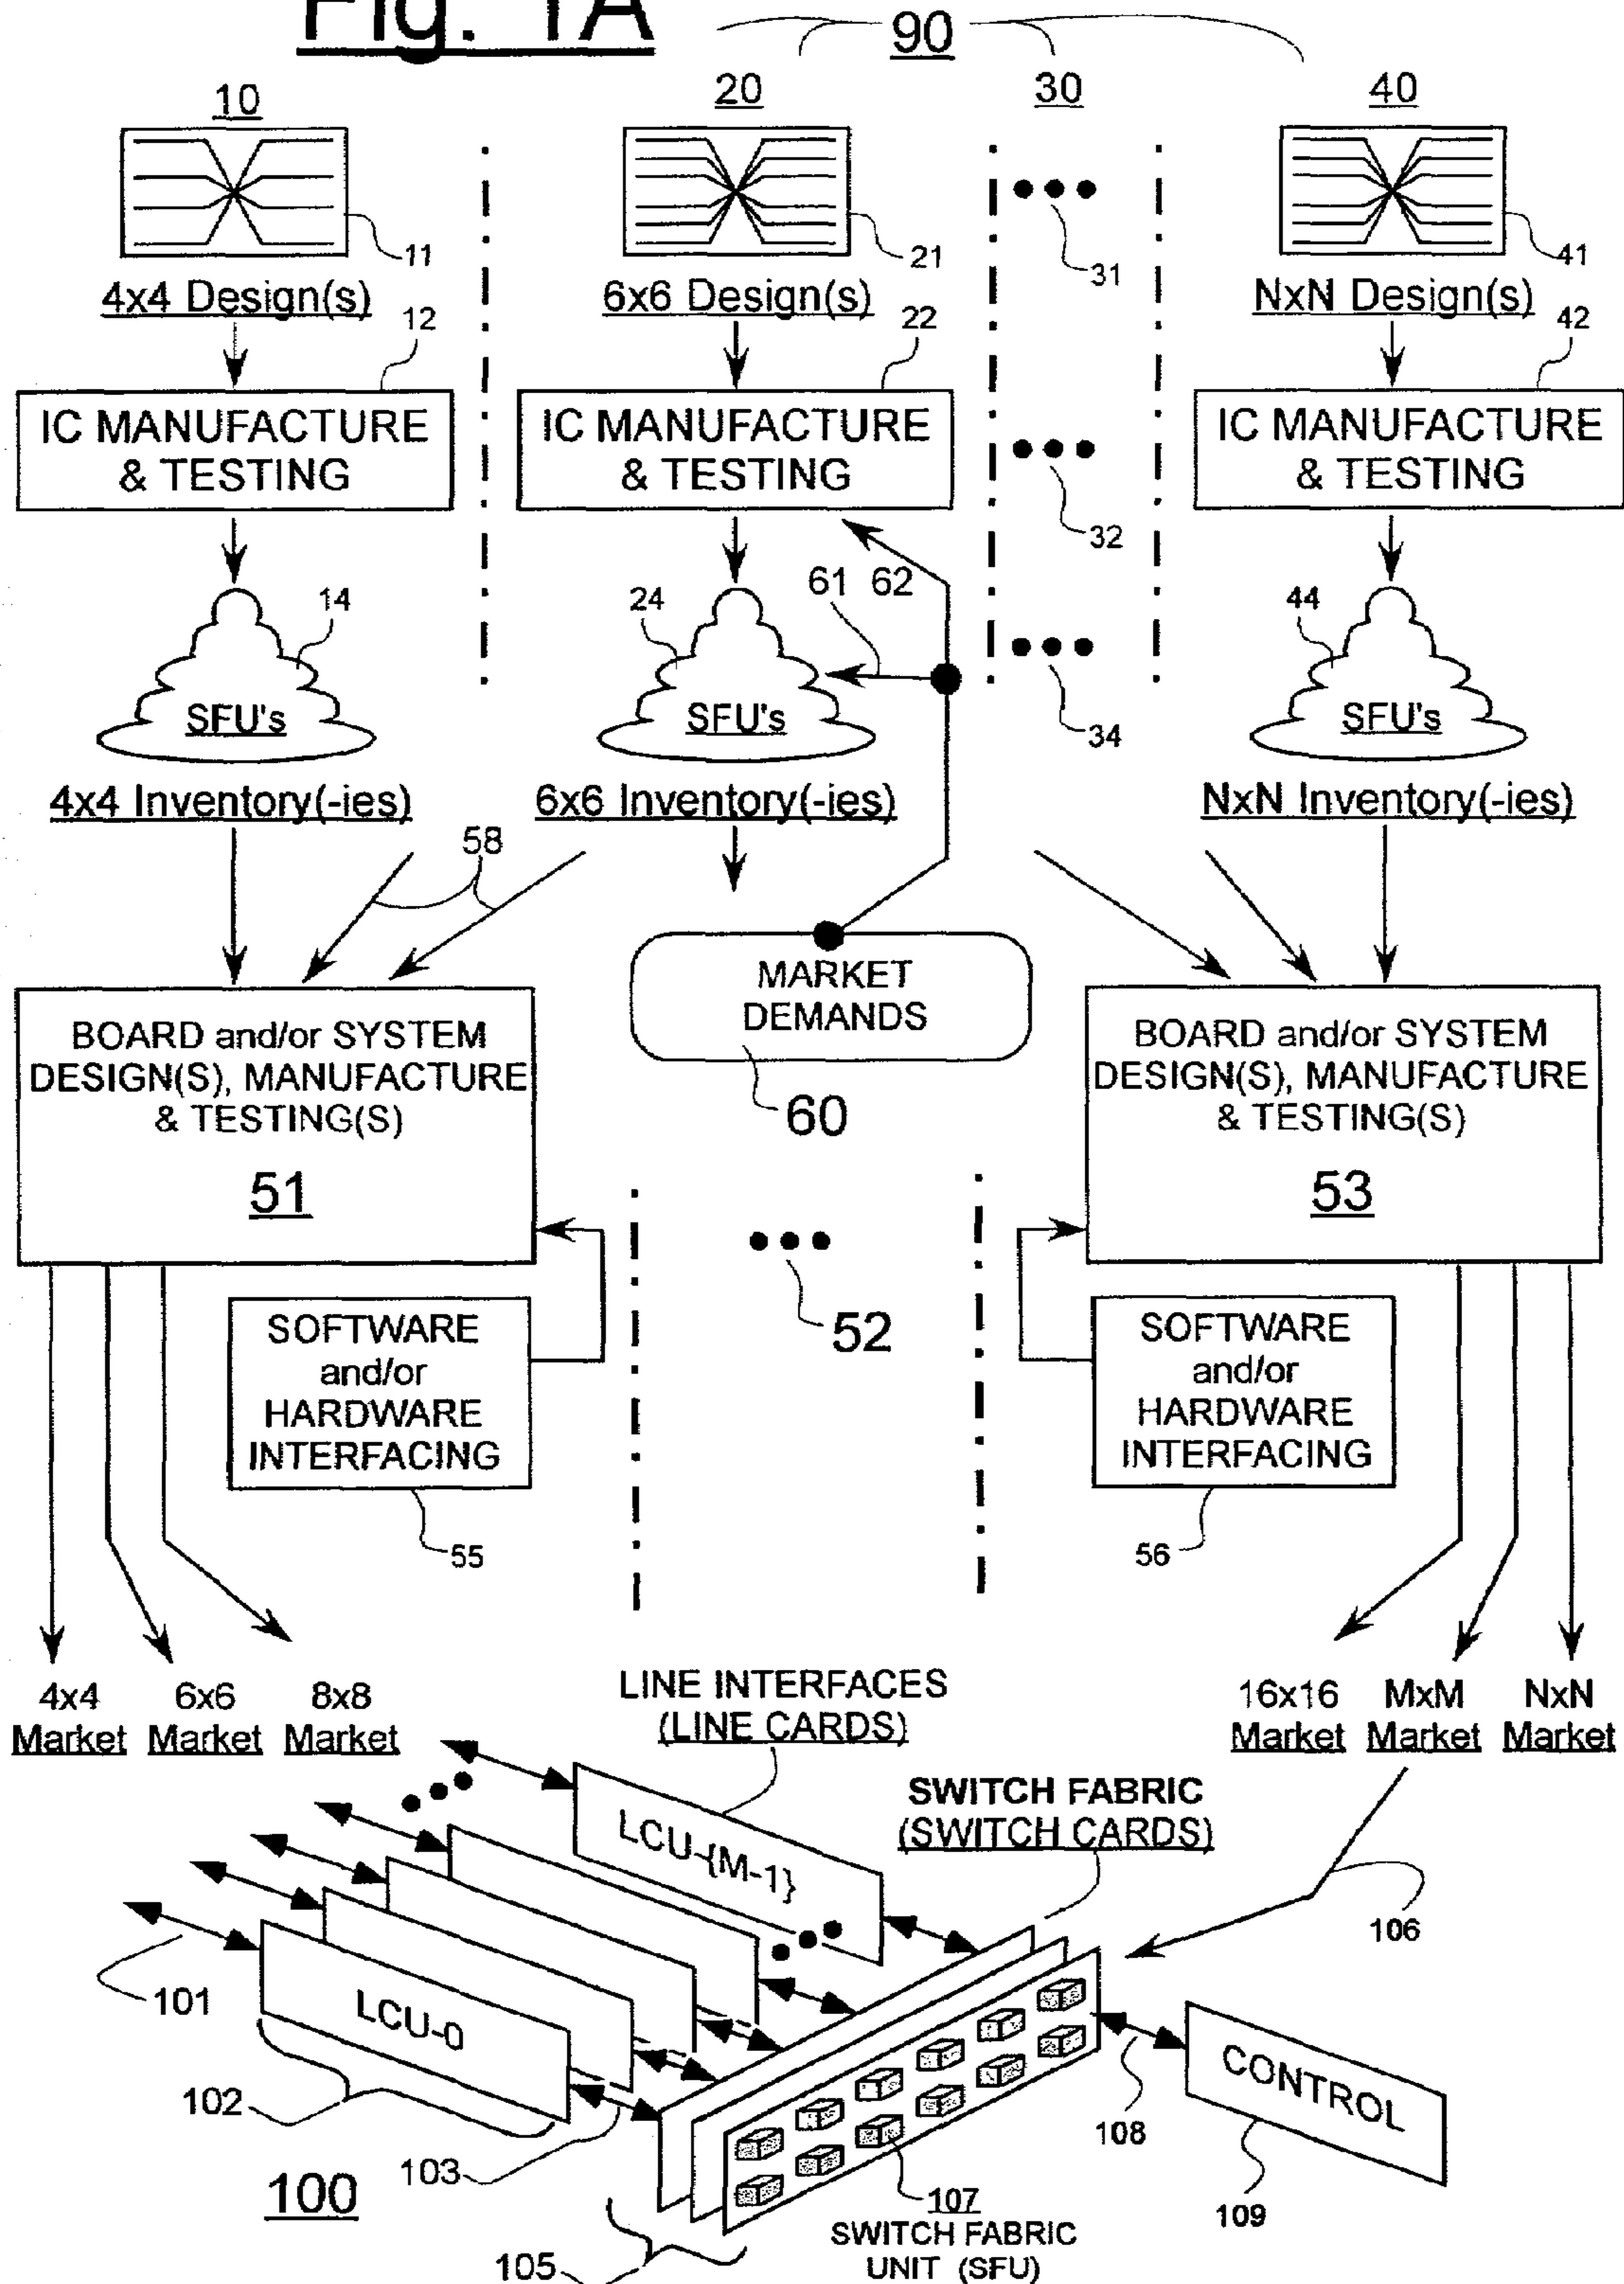 Fig. 1A
90
10
20
30
40
11
21
31
41
4x4 Design(s)
6x6 Design(s)
NxN Design(s)
12
22
42
IC MANUFACTURE
& TESTING
IC MANUFACTURE
& TESTING
32
IC MANUFACTURE
& TESTING
14
24
61
62
44
SFU's
SFU's
34
SFU's
4x4 Inventory(-ies)
6x6 Inventory(-ies)
NxN Inventory(-ies)
58
MARKET
DEMANDS
60
BOARD and/or SYSTEM
DESIGN(S), MANUFACTURE
& TESTING(S)
51
BOARD and/or SYSTEM
DESIGN(S), MANUFACTURE
& TESTING(S)
53
52
SOFTWARE
and/or
HARDWARE
INTERFACING
55
SOFTWARE
and/or
HARDWARE
INTERFACING
56
4x4
Market
6x6
Market
8x8
Market
16x16
Market
MxM
Market
NxN
Market
LINE INTERFACES
(LINE CARDS)
SWITCH FABRIC
(SWITCH CARDS)
LCU-{M-1}
106
101
LCU-0
102
103
100
105
107
SWITCH FABRIC
UNIT (SFU)
108
CONTROL
109